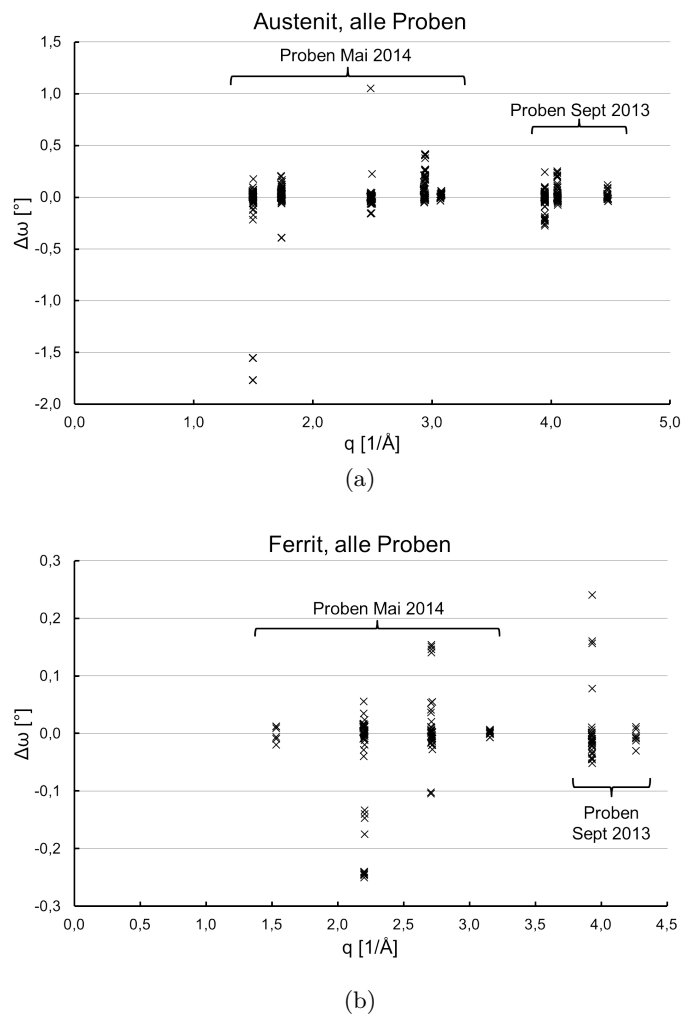 Austenit, alle Proben
1,5
Proben Mai 2014
1,0
Proben Sept 2013
0,5
0,0
Δω [°]
-0,5
-1,0
-1,5
-2,0
0,0 1,0 2,0 3,0 4,0 5,0
q [1/Å]
(a)
Ferrit, alle Proben
0,3
Proben Mai 2014
0,2
0,1
0,0
Δω [°]
-0,1
Proben
Sept 2013
-0,2
-0,3
0,0 0,5 1,0 1,5 2,0 2,5 3,0 3,5 4,0 4,5
q [1/Å]
(b)